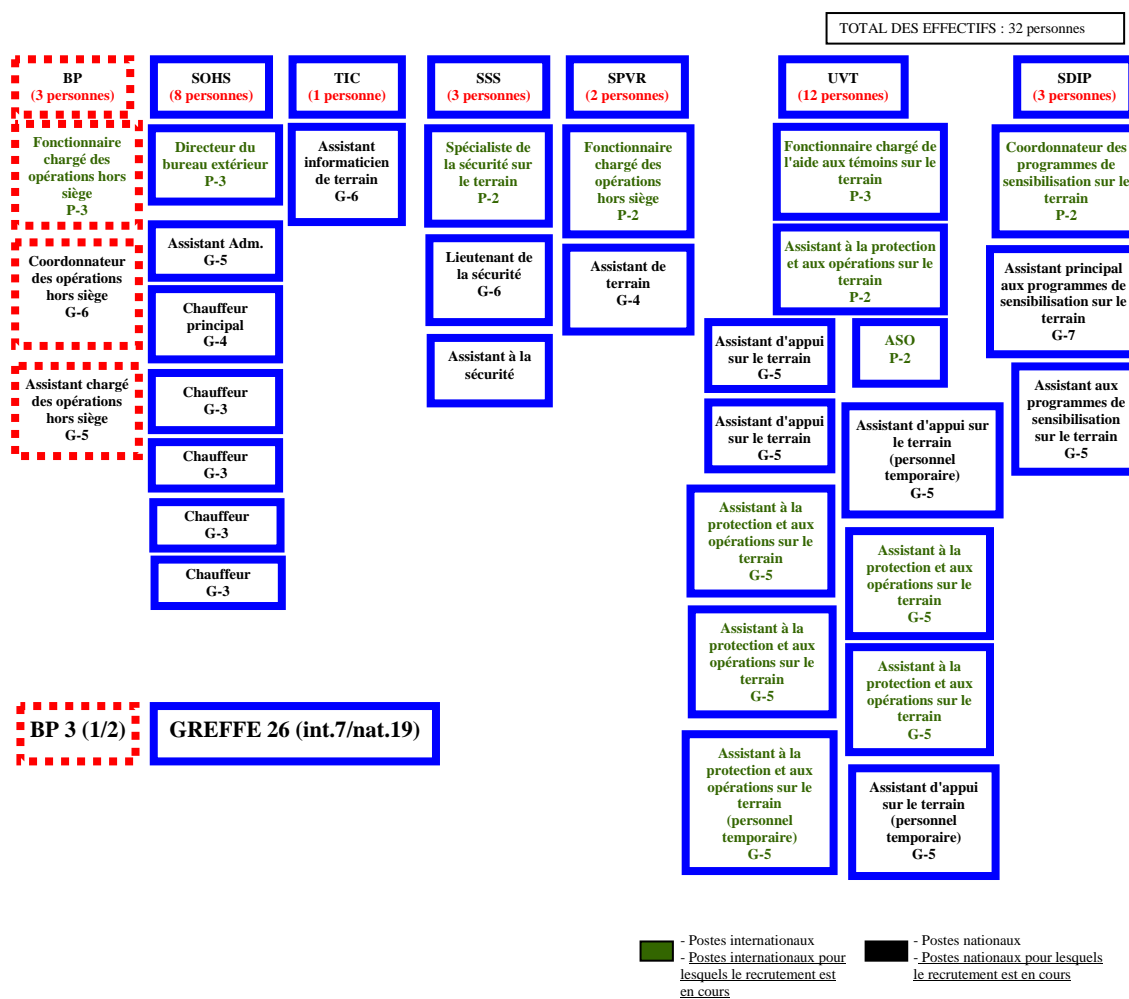 TOTAL DES EFFECTIFS : 32 personnes
BP
(3 personnes)
SOHS
(8 personnes)
TIC
(1 personne)
SSS
(3 personnes)
SPVR
(2 personnes)
UVT
(12 personnes)
SDIP
(3 personnes)
Fonctionnaire
chargé des
opérations hors
siège
P-3
Coordonnateur
des opérations
hors siège
G-6
Assistant chargé
des opérations
hors siège
G-5
Directeur du
bureau extérieur
P-3
Assistant Adm.
G-5
Chauffeur
principal
G-4
Chauffeur
G-3
Chauffeur
G-3
Chauffeur
G-3
Chauffeur
G-3
Assistant
informaticien
de terrain
G-6
Spécialiste de
la sécurité sur
le terrain
P-2
Lieutenant de
la sécurité
G-6
Assistant à la
sécurité
Fonctionnaire
chargé des
opérations
hors siège
P-2
Assistant de
terrain
G-4
Fonctionnaire chargé de
l'aide aux témoins sur le
terrain
P-3
Assistant à la protection
et aux opérations sur le
terrain
P-2
Assistant d'appui
sur le terrain
G-5
ASO
P-2
Assistant d'appui
sur le terrain
G-5
Assistant d'appui sur
le terrain
(personnel
temporaire)
G-5
Assistant à la
protection et aux
opérations sur le
terrain
G-5
Assistant à la
protection et aux
opérations sur le
terrain
G-5
Assistant à la
protection et aux
opérations sur le
terrain
G-5
Assistant à la
protection et aux
opérations sur le
terrain
G-5
Assistant à la
protection et aux
opérations sur le
terrain
(personnel
temporaire)
G-5
Assistant d'appui
sur le terrain
(personnel
temporaire)
G-5
Coordonateur des
programmes de
sensibilisation sur le
terrain
P-2
Assistant principal
aux programmes de
sensibilisation sur le
terrain
G-7
Assistant aux
programmes de
sensibilisation
sur le terrain
G-5
BP 3 (1/2)
GREFFE 26 (int.7/nat.19)
- Postes internationaux
- Postes internationaux pour
lesquels le recrutement est
en cours
- Postes nationaux
- Postes nationaux pour lesquels
le recrutement est en cours